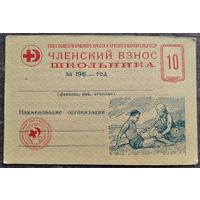 СОЮЗ ОБЩЕСТВ КРАСНОГО КРЕСТА И КРАСНОГО ПОЛУМЕСЯЦА СССР
ЧЛЕНСКИЙ ВЗНОС
ШКОЛЬНИКА
10
за 196 год
(фамилия, имя, отчество)
Наименование организации